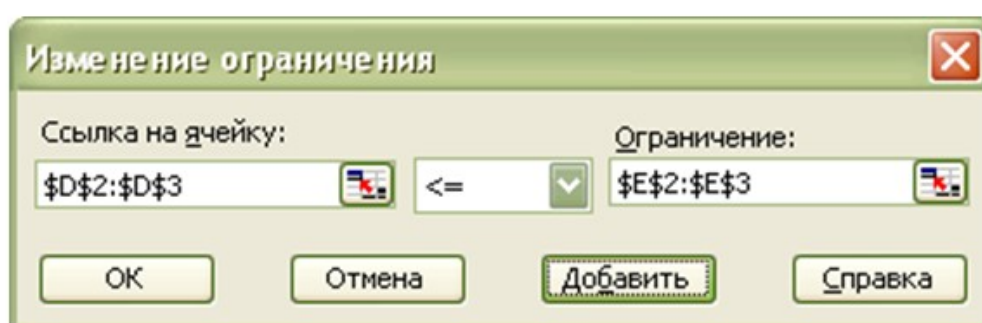 Изменение ограничения
Ссылка на ячейку:
Ограничение:
$D$2:$D$3
<=
$E$2:$E$3
ОК
Отмена
Добавить
Справка